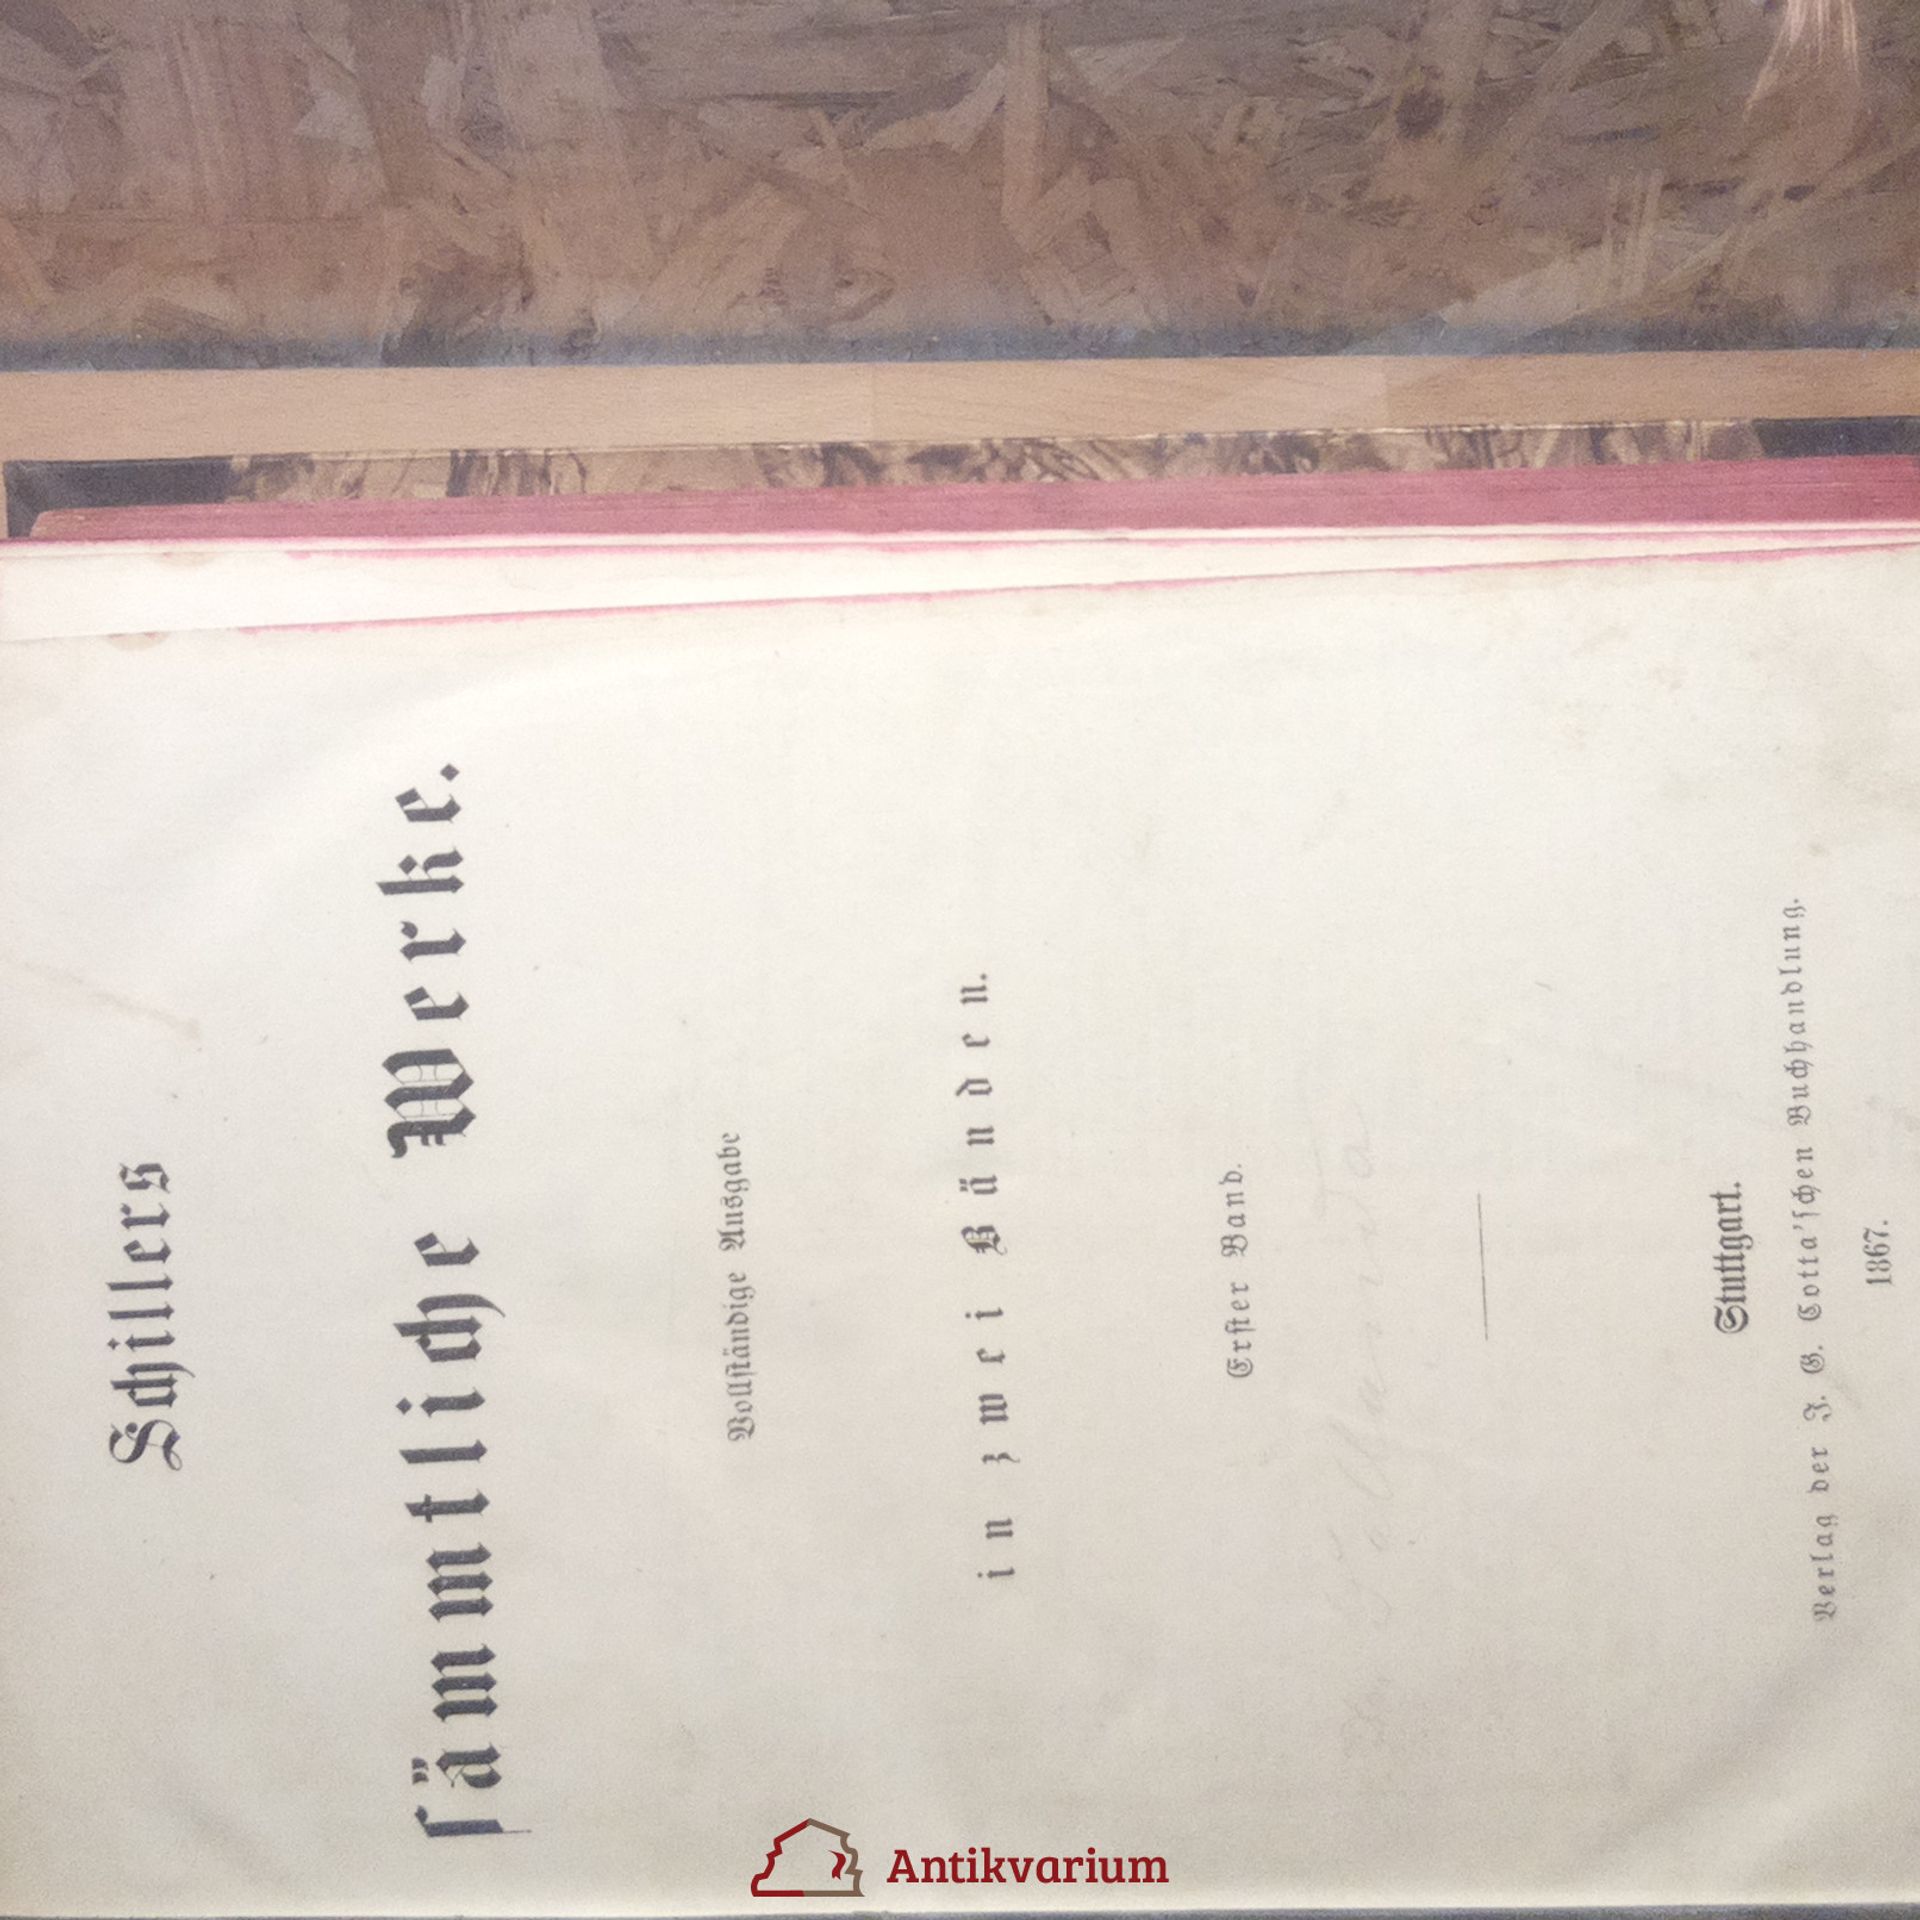 Schillers
sämmtliche Werke.
Vollständige Ausgabe
in zwei Bänden.
Erster Band.
Stuttgart.
Verlag der J. G. Cotta'schen Buchhandlung.
1867.
Antikvarium